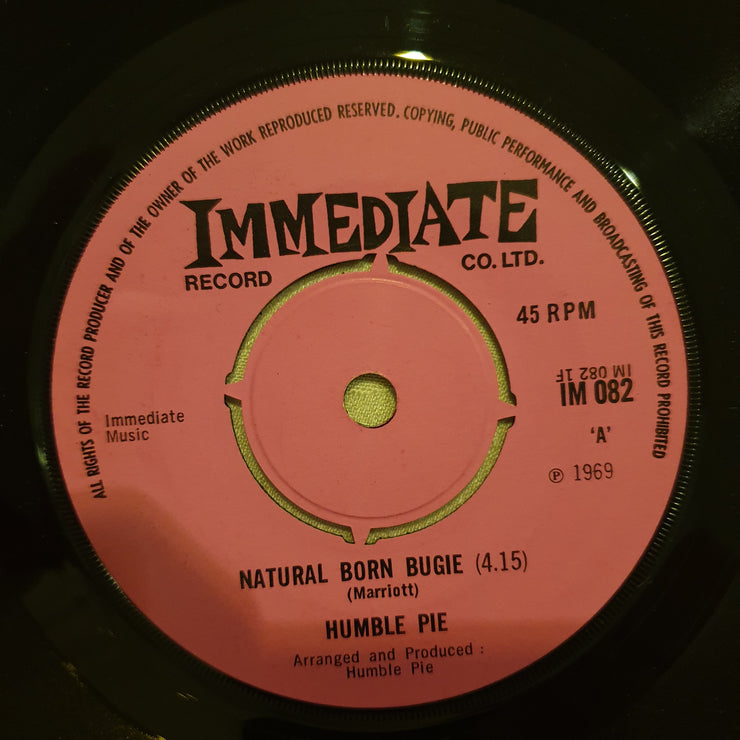 ALL RIGHTS OF THE RECORD PRODUCER AND OF THE OWNER OF THE WORK REPRODUCED RESERVED. COPYING, PUBLIC PERFORMANCE AND BROADCASTING OF THIS RECORD PROHIBITED
IMMEDIATE
RECORD CO. LTD.
45 RPM
IM 082 1F
IM 082
Immediate
Music
'A'
℗ 1969
NATURAL BORN BUGIE (4.15)
(Marriott)
HUMBLE PIE
Arranged and Produced :
Humble Pie